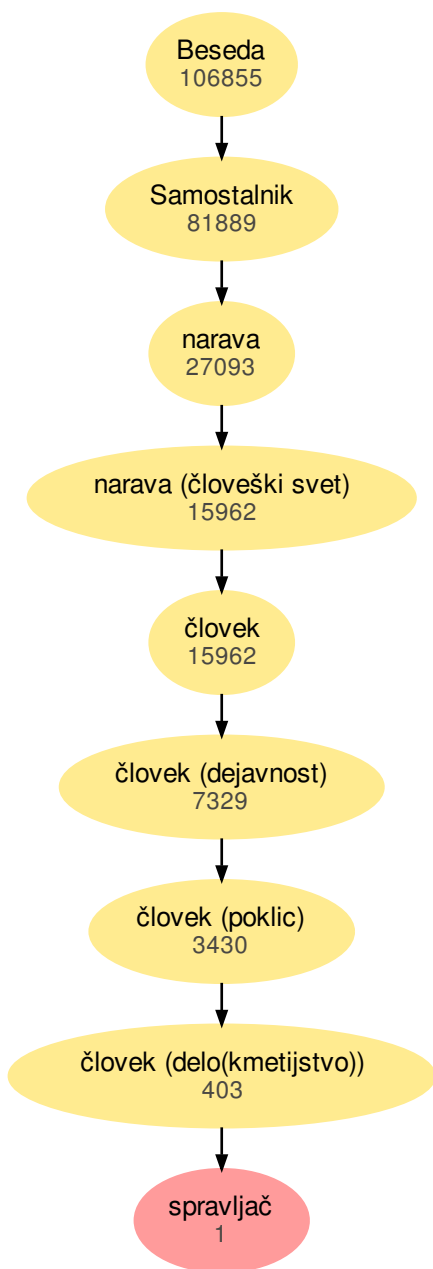 Beseda
106855
Samostalnik
81889
narava
27093
narava (človeški svet)
15962
človek
15962
človek (dejavnost)
7329
človek (poklic)
3430
človek (delo(kmetijstvo))
403
spravljač
1